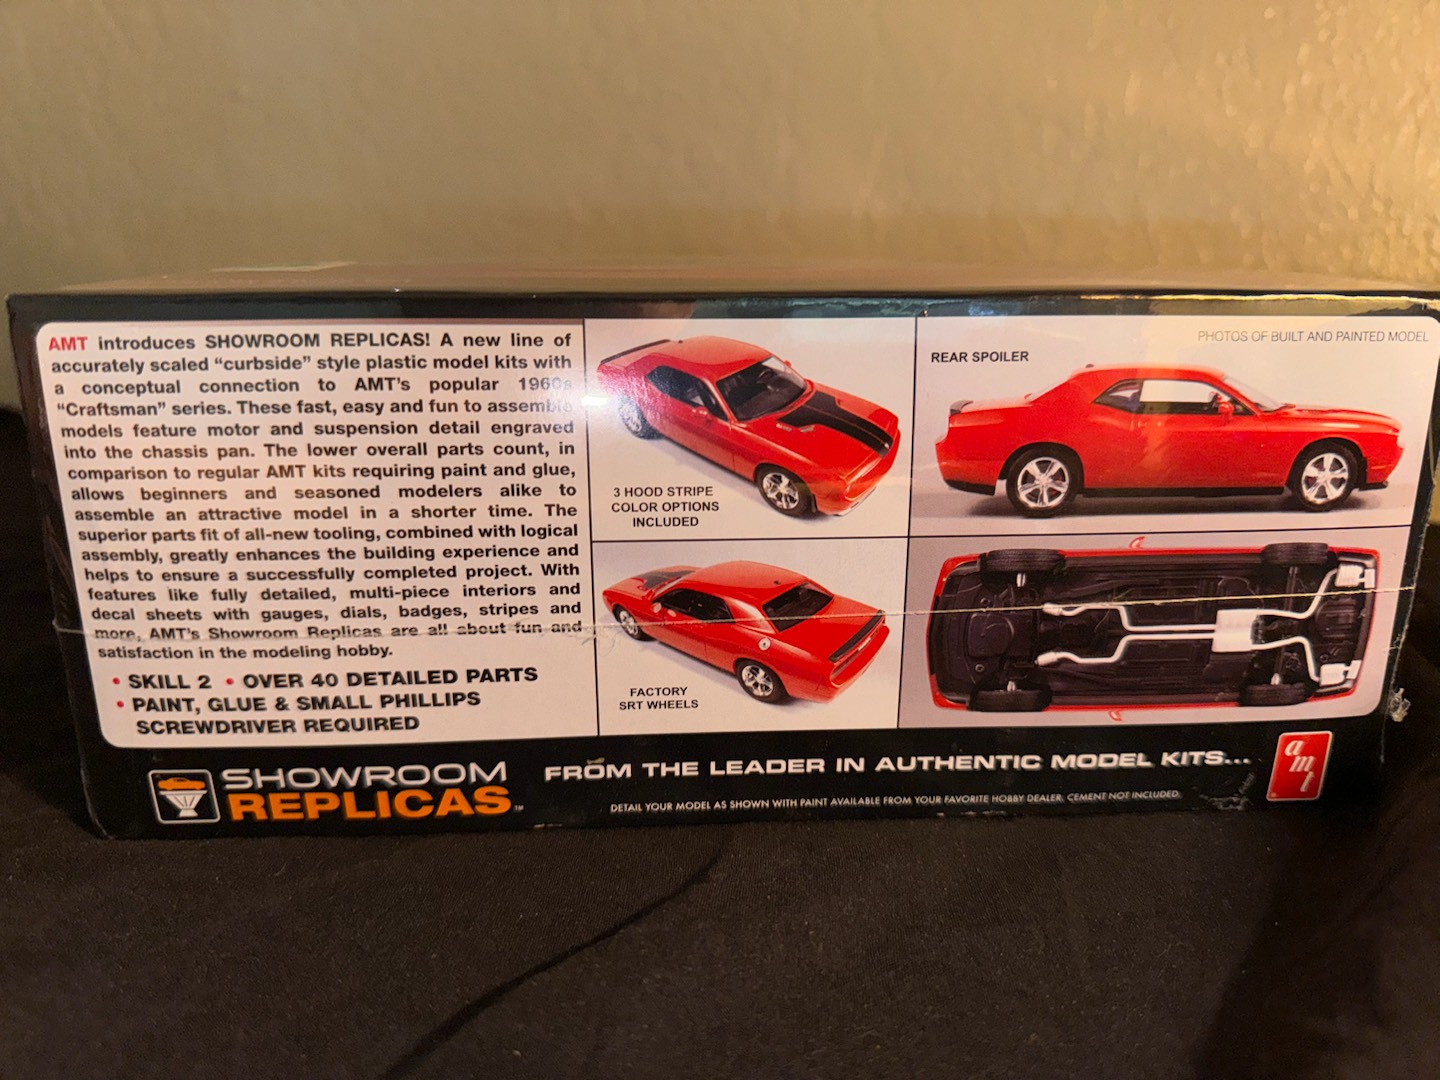 AMT introduces SHOWROOM REPLICAS! A new line of
accurately scaled “curbside” style plastic model kits with
a conceptual connection to AMT’s popular 1960s
“Craftsman” series. These fast, easy and fun to assemble
models feature motor and suspension detail engraved
into the chassis pan. The lower overall parts count, in
comparison to regular AMT kits requiring paint and glue,
allows beginners and seasoned modelers alike to
assemble an attractive model in a shorter time. The
superior parts fit of all-new tooling, combined with logical
assembly, greatly enhances the building experience and
helps to ensure a successfully completed project. With
features like fully detailed, multi-piece interiors and
decal sheets with gauges, dials, badges, stripes and
more, AMT’s Showroom Replicas are all about fun and
satisfaction in the modeling hobby.
• SKILL 2 • OVER 40 DETAILED PARTS
• PAINT, GLUE & SMALL PHILLIPS
SCREWDRIVER REQUIRED
3 HOOD STRIPE
COLOR OPTIONS
INCLUDED
PHOTOS OF BUILT AND PAINTED MODEL
REAR SPOILER
FACTORY
SRT WHEELS
SHOWROOM
REPLICAS™
FROM THE LEADER IN AUTHENTIC MODEL KITS...
DETAIL YOUR MODEL AS SHOWN WITH PAINT AVAILABLE FROM YOUR FAVORITE HOBBY DEALER. CEMENT NOT INCLUDED.
amt